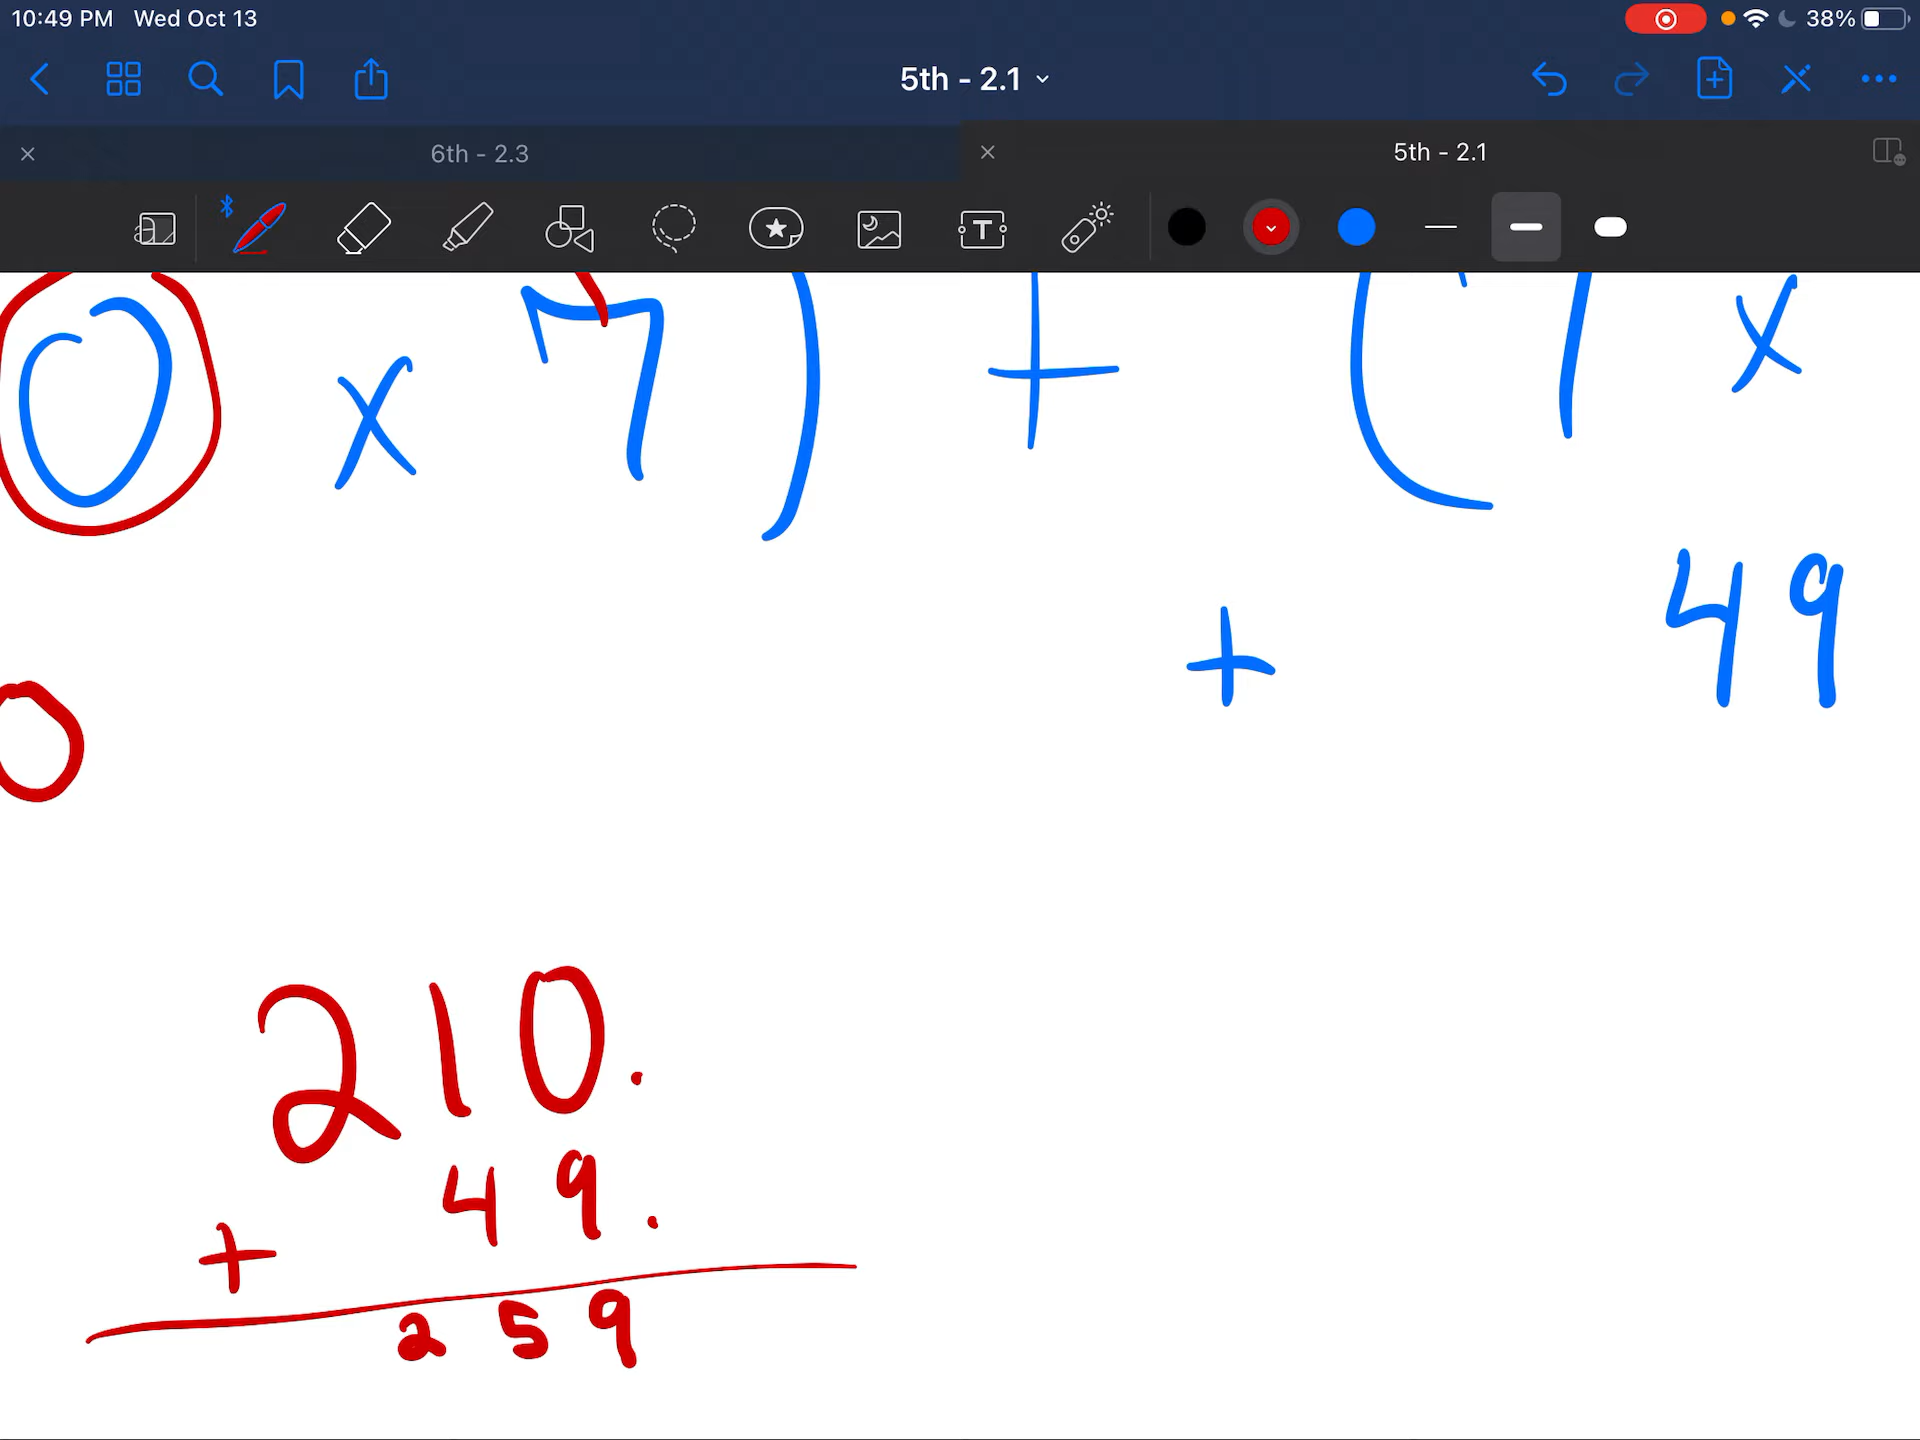 10:49 PM Wed Oct 13
38%
5th - 2.1
6th - 2.3
5th - 2.1
0 x 7) + (7 x
+ 49
0
210.
+ 49.
259